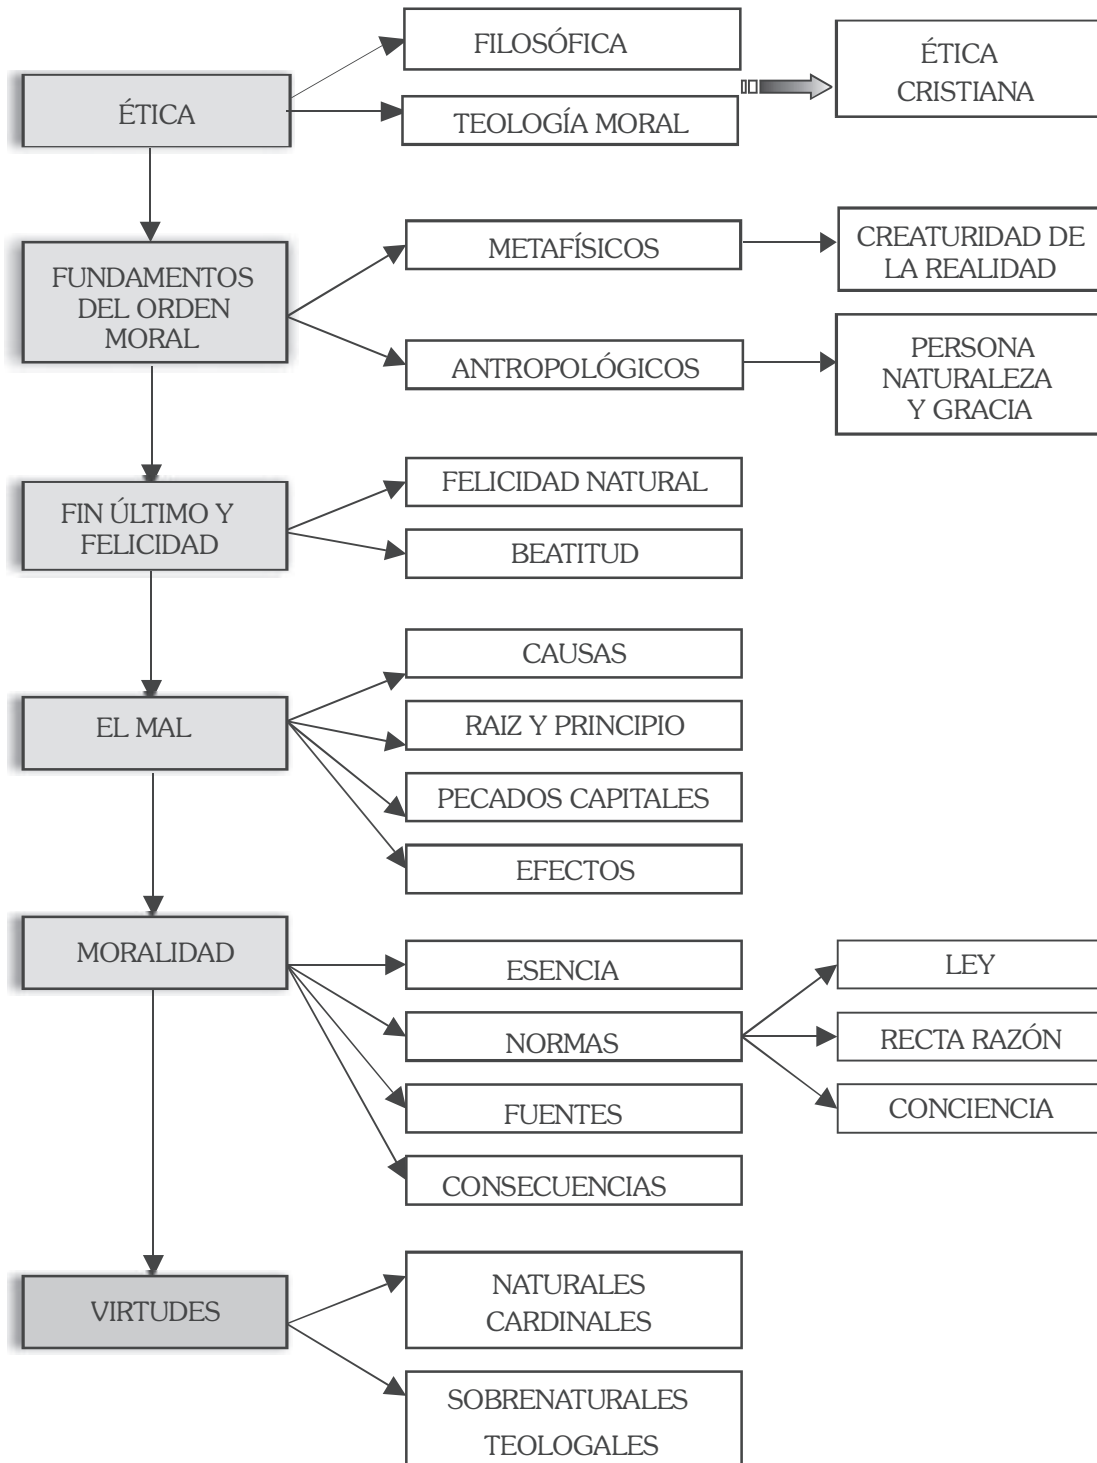 ÉTICA
FILOSÓFICA
TEOLOGÍA MORAL
ÉTICA
CRISTIANA
FUNDAMENTOS
DEL ORDEN
MORAL
METAFÍSICOS
CREATURIDAD DE
LA REALIDAD
ANTROPOLÓGICOS
PERSONA
NATURALEZA
Y GRACIA
FIN ÚLTIMO Y
FELICIDAD
FELICIDAD NATURAL
BEATITUD
EL MAL
CAUSAS
RAIZ Y PRINCIPIO
PECADOS CAPITALES
EFECTOS
MORALIDAD
ESENCIA
NORMAS
LEY
RECTA RAZÓN
CONCIENCIA
FUENTES
CONSECUENCIAS
VIRTUDES
NATURALES
CARDINALES
SOBRENATURALES
TEOLOGALES